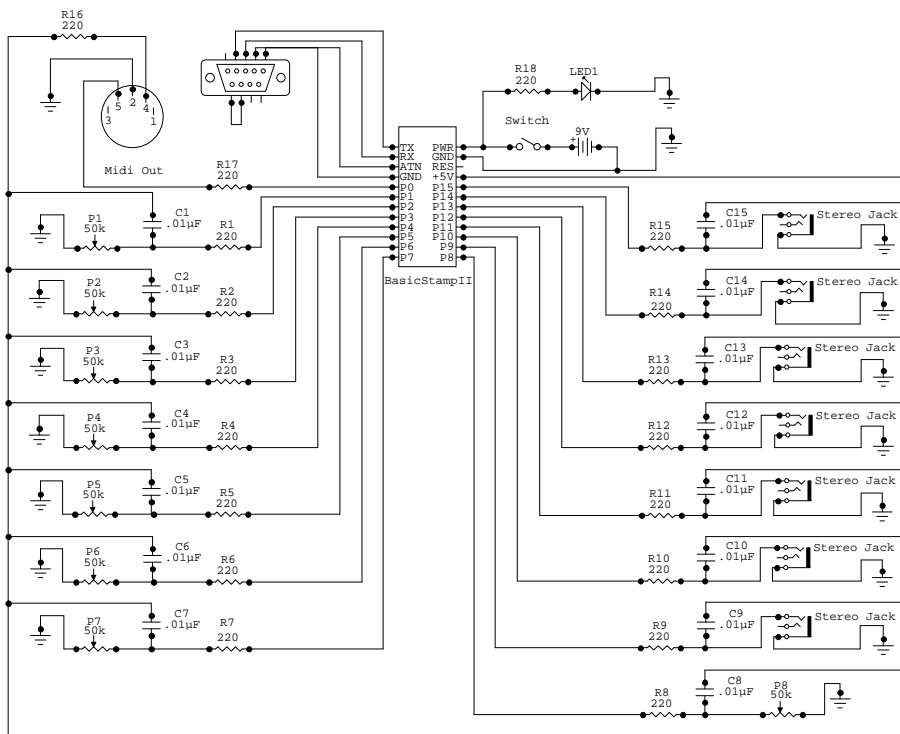 R16
220
5 2 4
3 1
Midi Out
R17
220
R18
220
LED1
Switch
+ 9V
TX PWR
RX GND
ATN RES
GND +5V
P0 P15
P1 P14
P2 P13
P3 P12
P4 P11
P5 P10
P6 P9
P7 P8
BasicStampII
P1
50k
C1
.01µF
R1
220
P2
50k
C2
.01µF
R2
220
P3
50k
C3
.01µF
R3
220
P4
50k
C4
.01µF
R4
220
P5
50k
C5
.01µF
R5
220
P6
50k
C6
.01µF
R6
220
P7
50k
C7
.01µF
R7
220
R15
220
C15
.01µF
Stereo Jack
R14
220
C14
.01µF
Stereo Jack
R13
220
C13
.01µF
Stereo Jack
R12
220
C12
.01µF
Stereo Jack
R11
220
C11
.01µF
Stereo Jack
R10
220
C10
.01µF
Stereo Jack
R9
220
C9
.01µF
Stereo Jack
R8
220
C8
.01µF
P8
50k